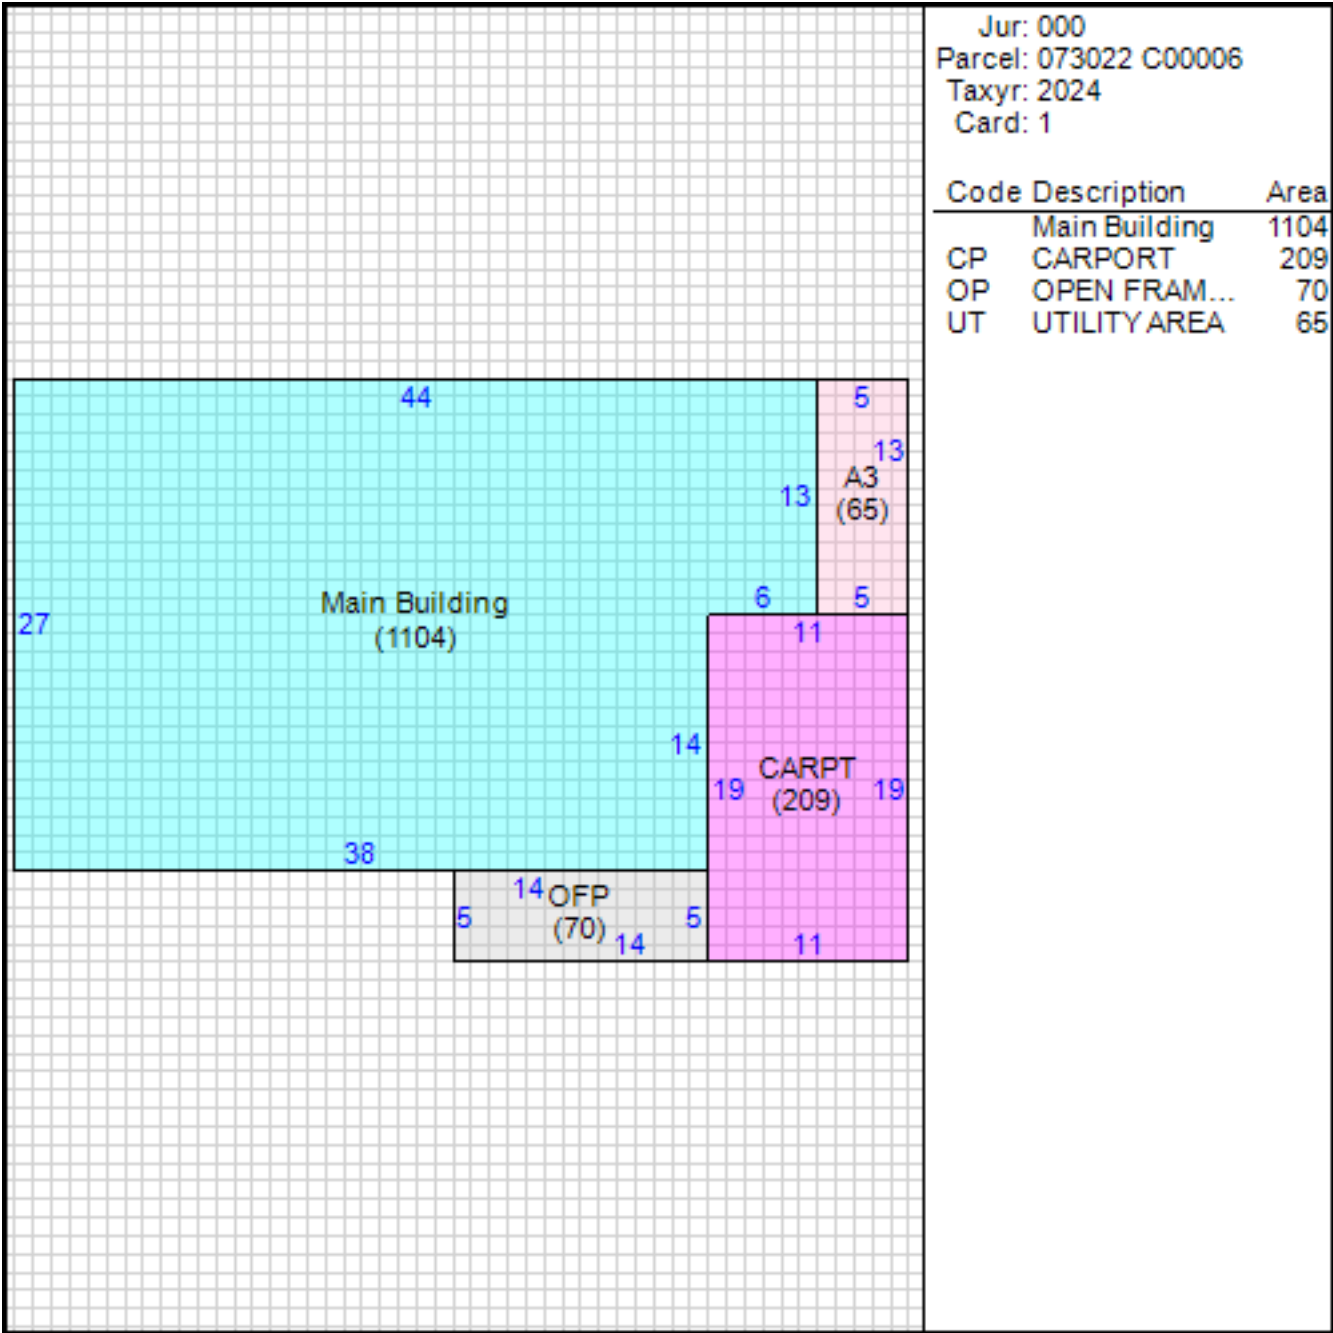 Jur: 000
Parcel: 073022 C00006
Taxyr: 2024
Card: 1
Code Description Area
Main Building 1104
CP CARPORT 209
OP OPEN FRAM... 70
UT UTILITY AREA 65
44
5
13
A3
13
(65)
6
5
Main Building
27
11
(1104)
14
CARPT
19
19
(209)
38
14
OFP
5
5
(70)
14
11